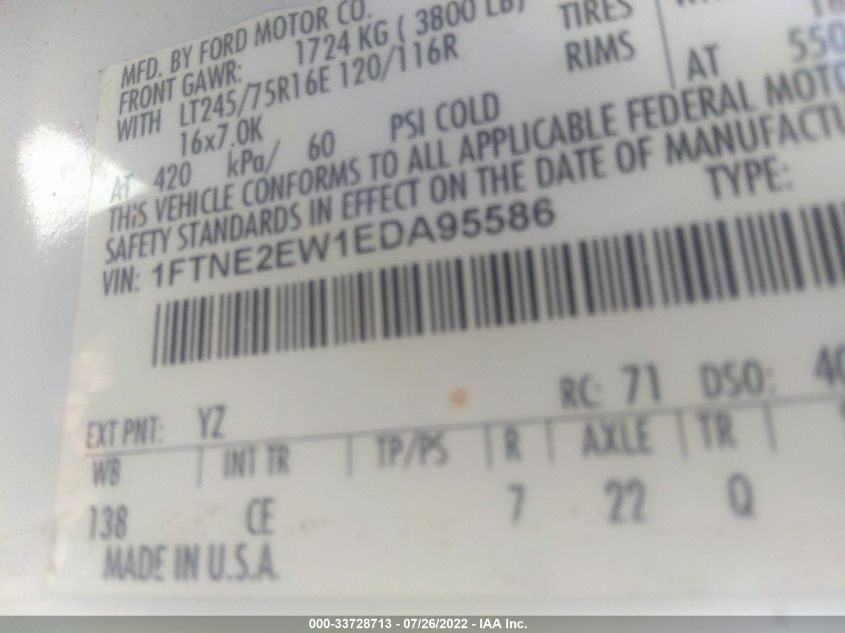 MFD. BY FORD MOTOR CO.
FRONT GAWR: 1724 KG ( 3800 LB) TIRES
WITH LT245/75R16E 120/116R RIMS
16x7.0K AT 550
AT 420 kPa/ 60 PSI COLD
THIS VEHICLE CONFORMS TO ALL APPLICABLE FEDERAL MOTO
SAFETY STANDARDS IN EFFECT ON THE DATE OF MANUFACTU
VIN: 1FTNE2EW1EDA95586 TYPE:
EXT PNT: YZ RC: 71 DSO: 40
WB | INT TR | TP/PS | R | AXLE | TR |
138 CE 7 22 Q
MADE IN U.S.A.
000-33728713 - 07/26/2022 - IAA Inc.